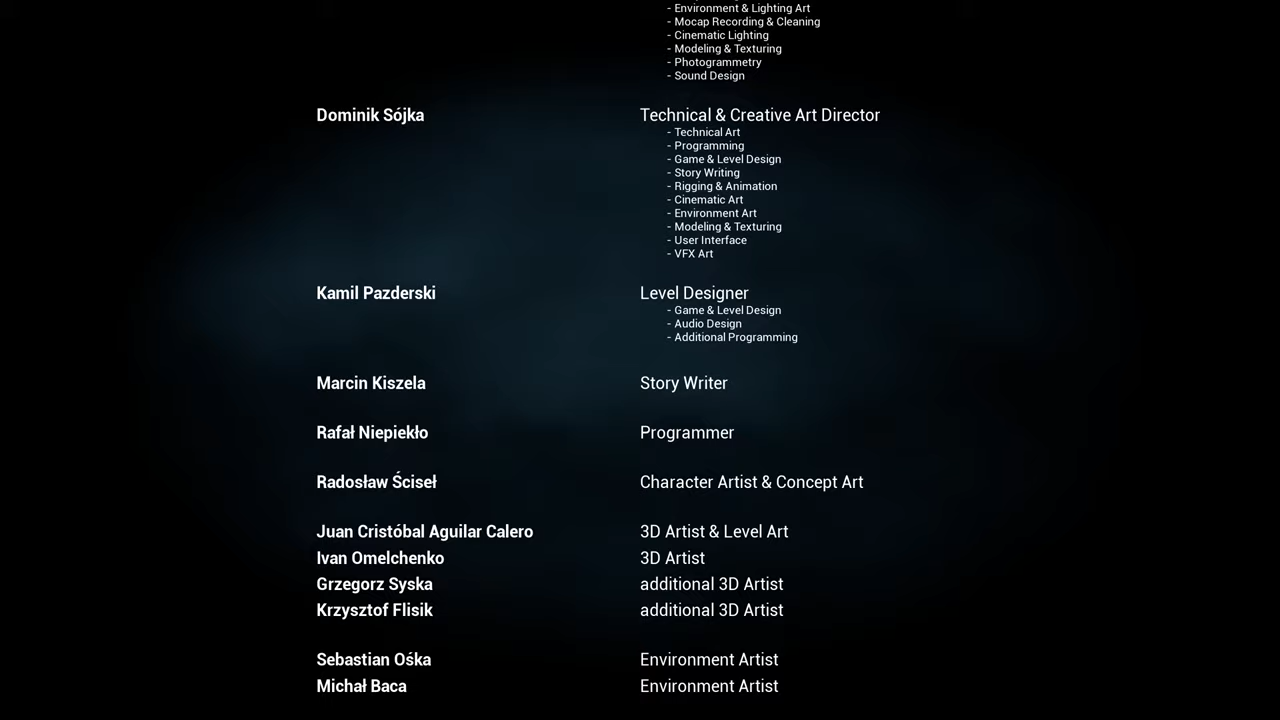 - Environment & Lighting Art
- Mocap Recording & Cleaning
- Cinematic Lighting
- Modeling & Texturing
- Photogrammetry
- Sound Design
Dominik Sójka Technical & Creative Art Director
- Technical Art
- Programming
- Game & Level Design
- Story Writing
- Rigging & Animation
- Cinematic Art
- Environment Art
- Modeling & Texturing
- User Interface
- VFX Art
Kamil Pazderski Level Designer
- Game & Level Design
- Audio Design
- Additional Programming
Marcin Kiszela Story Writer
Rafał Niepiekło Programmer
Radosław Ściseł Character Artist & Concept Art
Juan Cristóbal Aguilar Calero 3D Artist & Level Art
Ivan Omelchenko 3D Artist
Grzegorz Syska additional 3D Artist
Krzysztof Flisik additional 3D Artist
Sebastian Ośka Environment Artist
Michał Baca Environment Artist